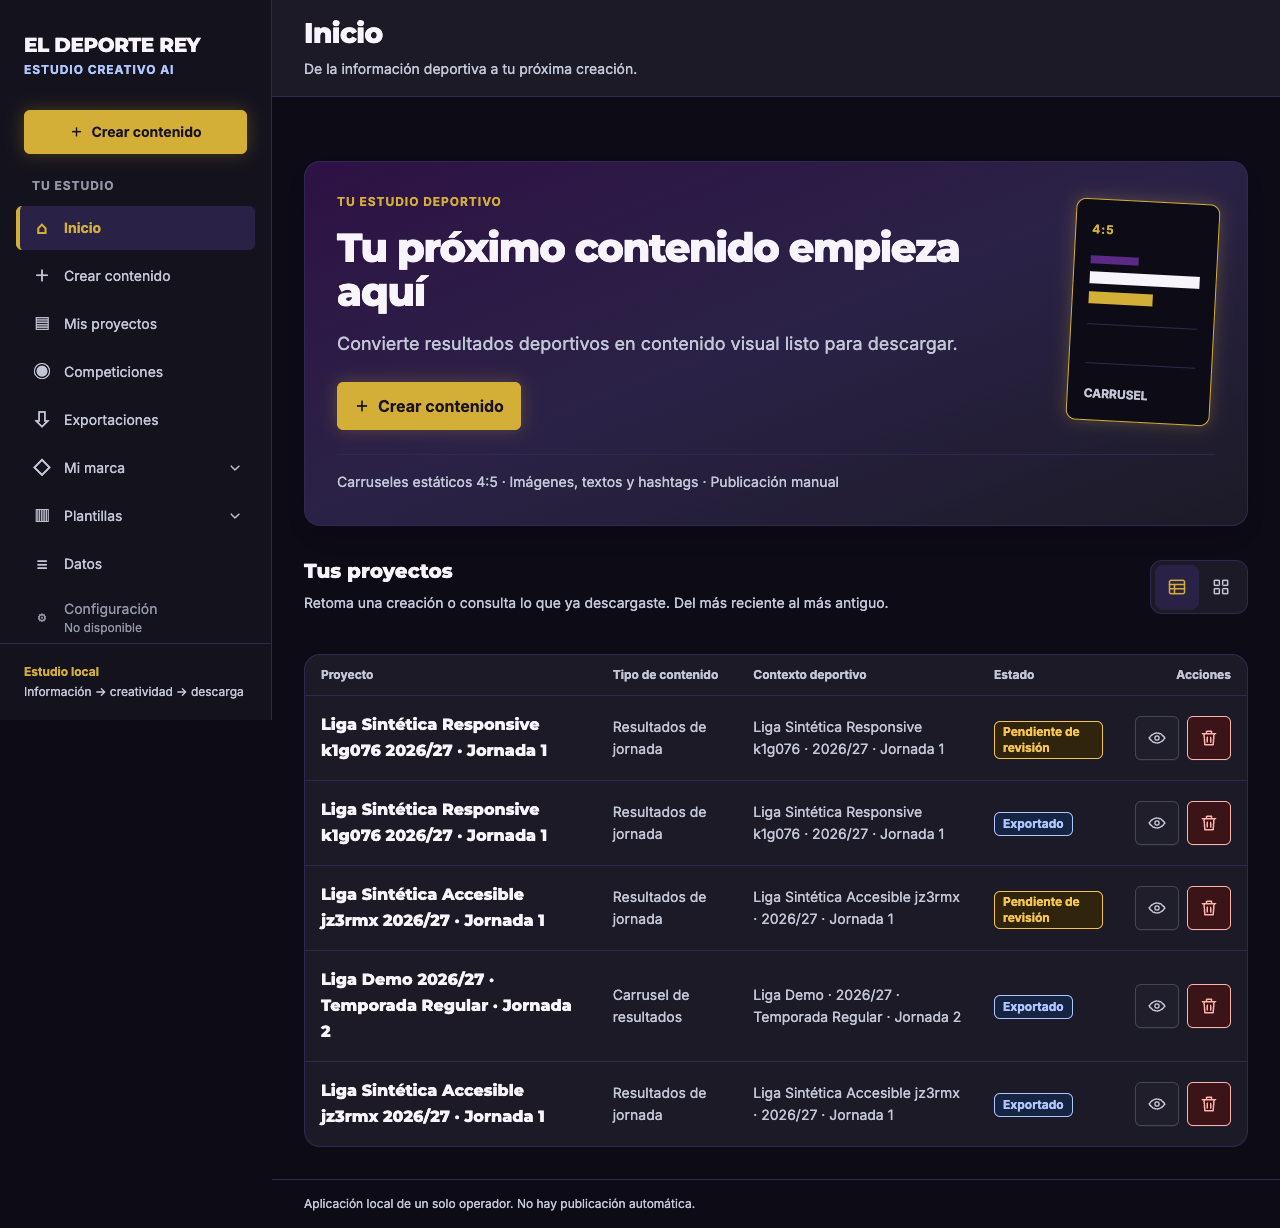 EL DEPORTE REY
ESTUDIO CREATIVO AI
+ Crear contenido
TU ESTUDIO
Inicio
Crear contenido
Mis proyectos
Competiciones
Exportaciones
Mi marca
Plantillas
Datos
Configuración
No disponible
Estudio local
Información → creatividad → descarga
Inicio
De la información deportiva a tu próxima creación.
TU ESTUDIO DEPORTIVO
Tu próximo contenido empieza
aquí
Convierte resultados deportivos en contenido visual listo para descargar.
+ Crear contenido
4:5
CARRUSEL
Carruseles estáticos 4:5 · Imágenes, textos y hashtags · Publicación manual
Tus proyectos
Retoma una creación o consulta lo que ya descargaste. Del más reciente al más antiguo.
Proyecto Tipo de contenido Contexto deportivo Estado Acciones
Liga Sintética Responsive
k1g076 2026/27 · Jornada 1
Resultados de
jornada
Liga Sintética Responsive
k1g076 · 2026/27 · Jornada 1
Pendiente de
revisión
Liga Sintética Responsive
k1g076 2026/27 · Jornada 1
Resultados de
jornada
Liga Sintética Responsive
k1g076 · 2026/27 · Jornada 1
Exportado
Liga Sintética Accesible
jz3rmx 2026/27 · Jornada 1
Resultados de
jornada
Liga Sintética Accesible jz3rmx
· 2026/27 · Jornada 1
Pendiente de
revisión
Liga Demo 2026/27 ·
Temporada Regular · Jornada
2
Carrusel de
resultados
Liga Demo · 2026/27 ·
Temporada Regular · Jornada 2
Exportado
Liga Sintética Accesible
jz3rmx 2026/27 · Jornada 1
Resultados de
jornada
Liga Sintética Accesible jz3rmx
· 2026/27 · Jornada 1
Exportado
Aplicación local de un solo operador. No hay publicación automática.